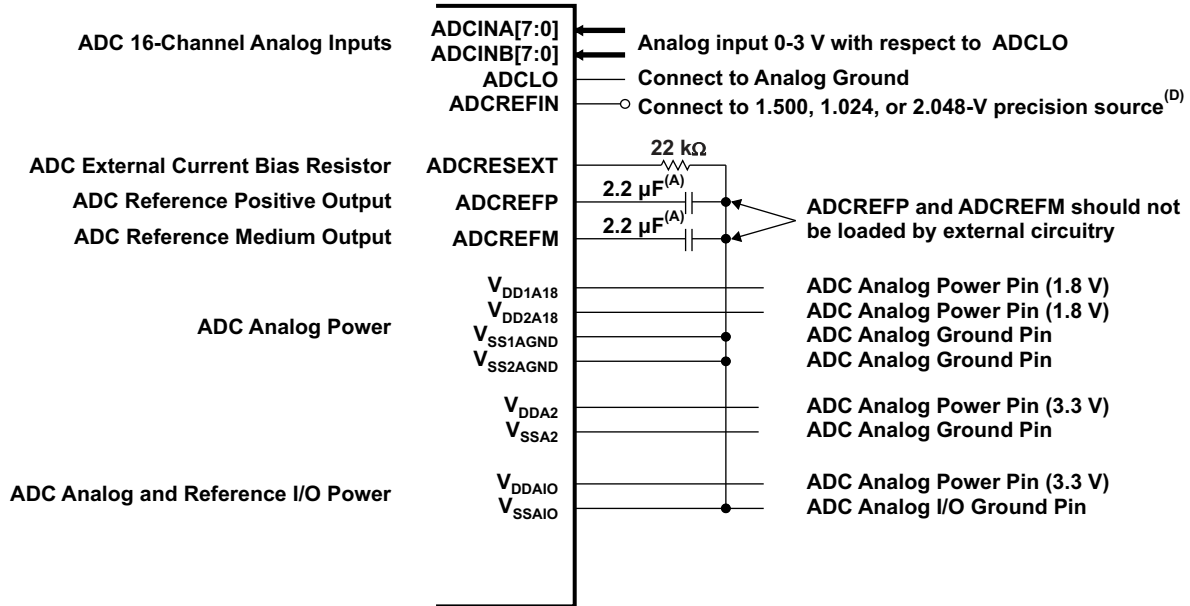 ADC 16-Channel Analog Inputs
ADCINA[7:0]
ADCINB[7:0]
Analog input 0-3 V with respect to ADCLO
ADCLO
Connect to Analog Ground
ADCREFIN
Connect to 1.500, 1.024, or 2.048-V precision source(D)
ADC External Current Bias Resistor
ADCRESEXT
22 kΩ
ADC Reference Positive Output
ADCREFP
2.2 µF(A)
ADC Reference Medium Output
ADCREFM
2.2 µF(A)
ADCREFP and ADCREFM should not
be loaded by external circuitry
ADC Analog Power
VDD1A18
ADC Analog Power Pin (1.8 V)
VDD2A18
ADC Analog Power Pin (1.8 V)
VSS1AGND
ADC Analog Ground Pin
VSS2AGND
ADC Analog Ground Pin
VDDA2
ADC Analog Power Pin (3.3 V)
VSSA2
ADC Analog Ground Pin
ADC Analog and Reference I/O Power
VDDAIO
ADC Analog Power Pin (3.3 V)
VSSAIO
ADC Analog I/O Ground Pin